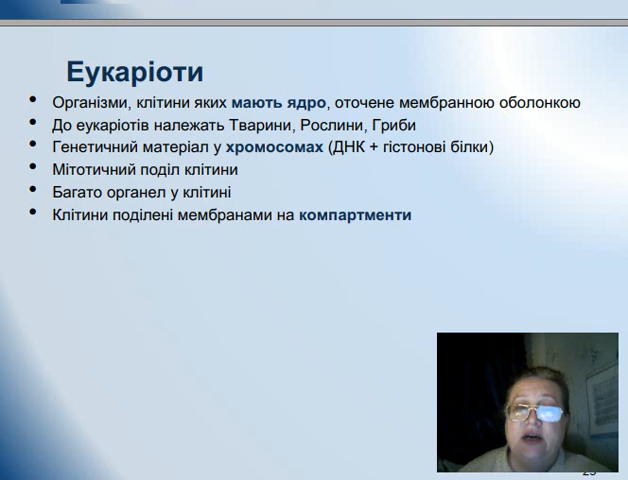 Еукаріоти
• Організми, клітини яких мають ядро, оточене мембранною оболонкою
• До еукаріотів належать Тварини, Рослини, Гриби
• Генетичний матеріал у хромосомах (ДНК + гістонові білки)
• Мітотичний поділ клітини
• Багато органел у клітині
• Клітини поділені мембранами на компартменти